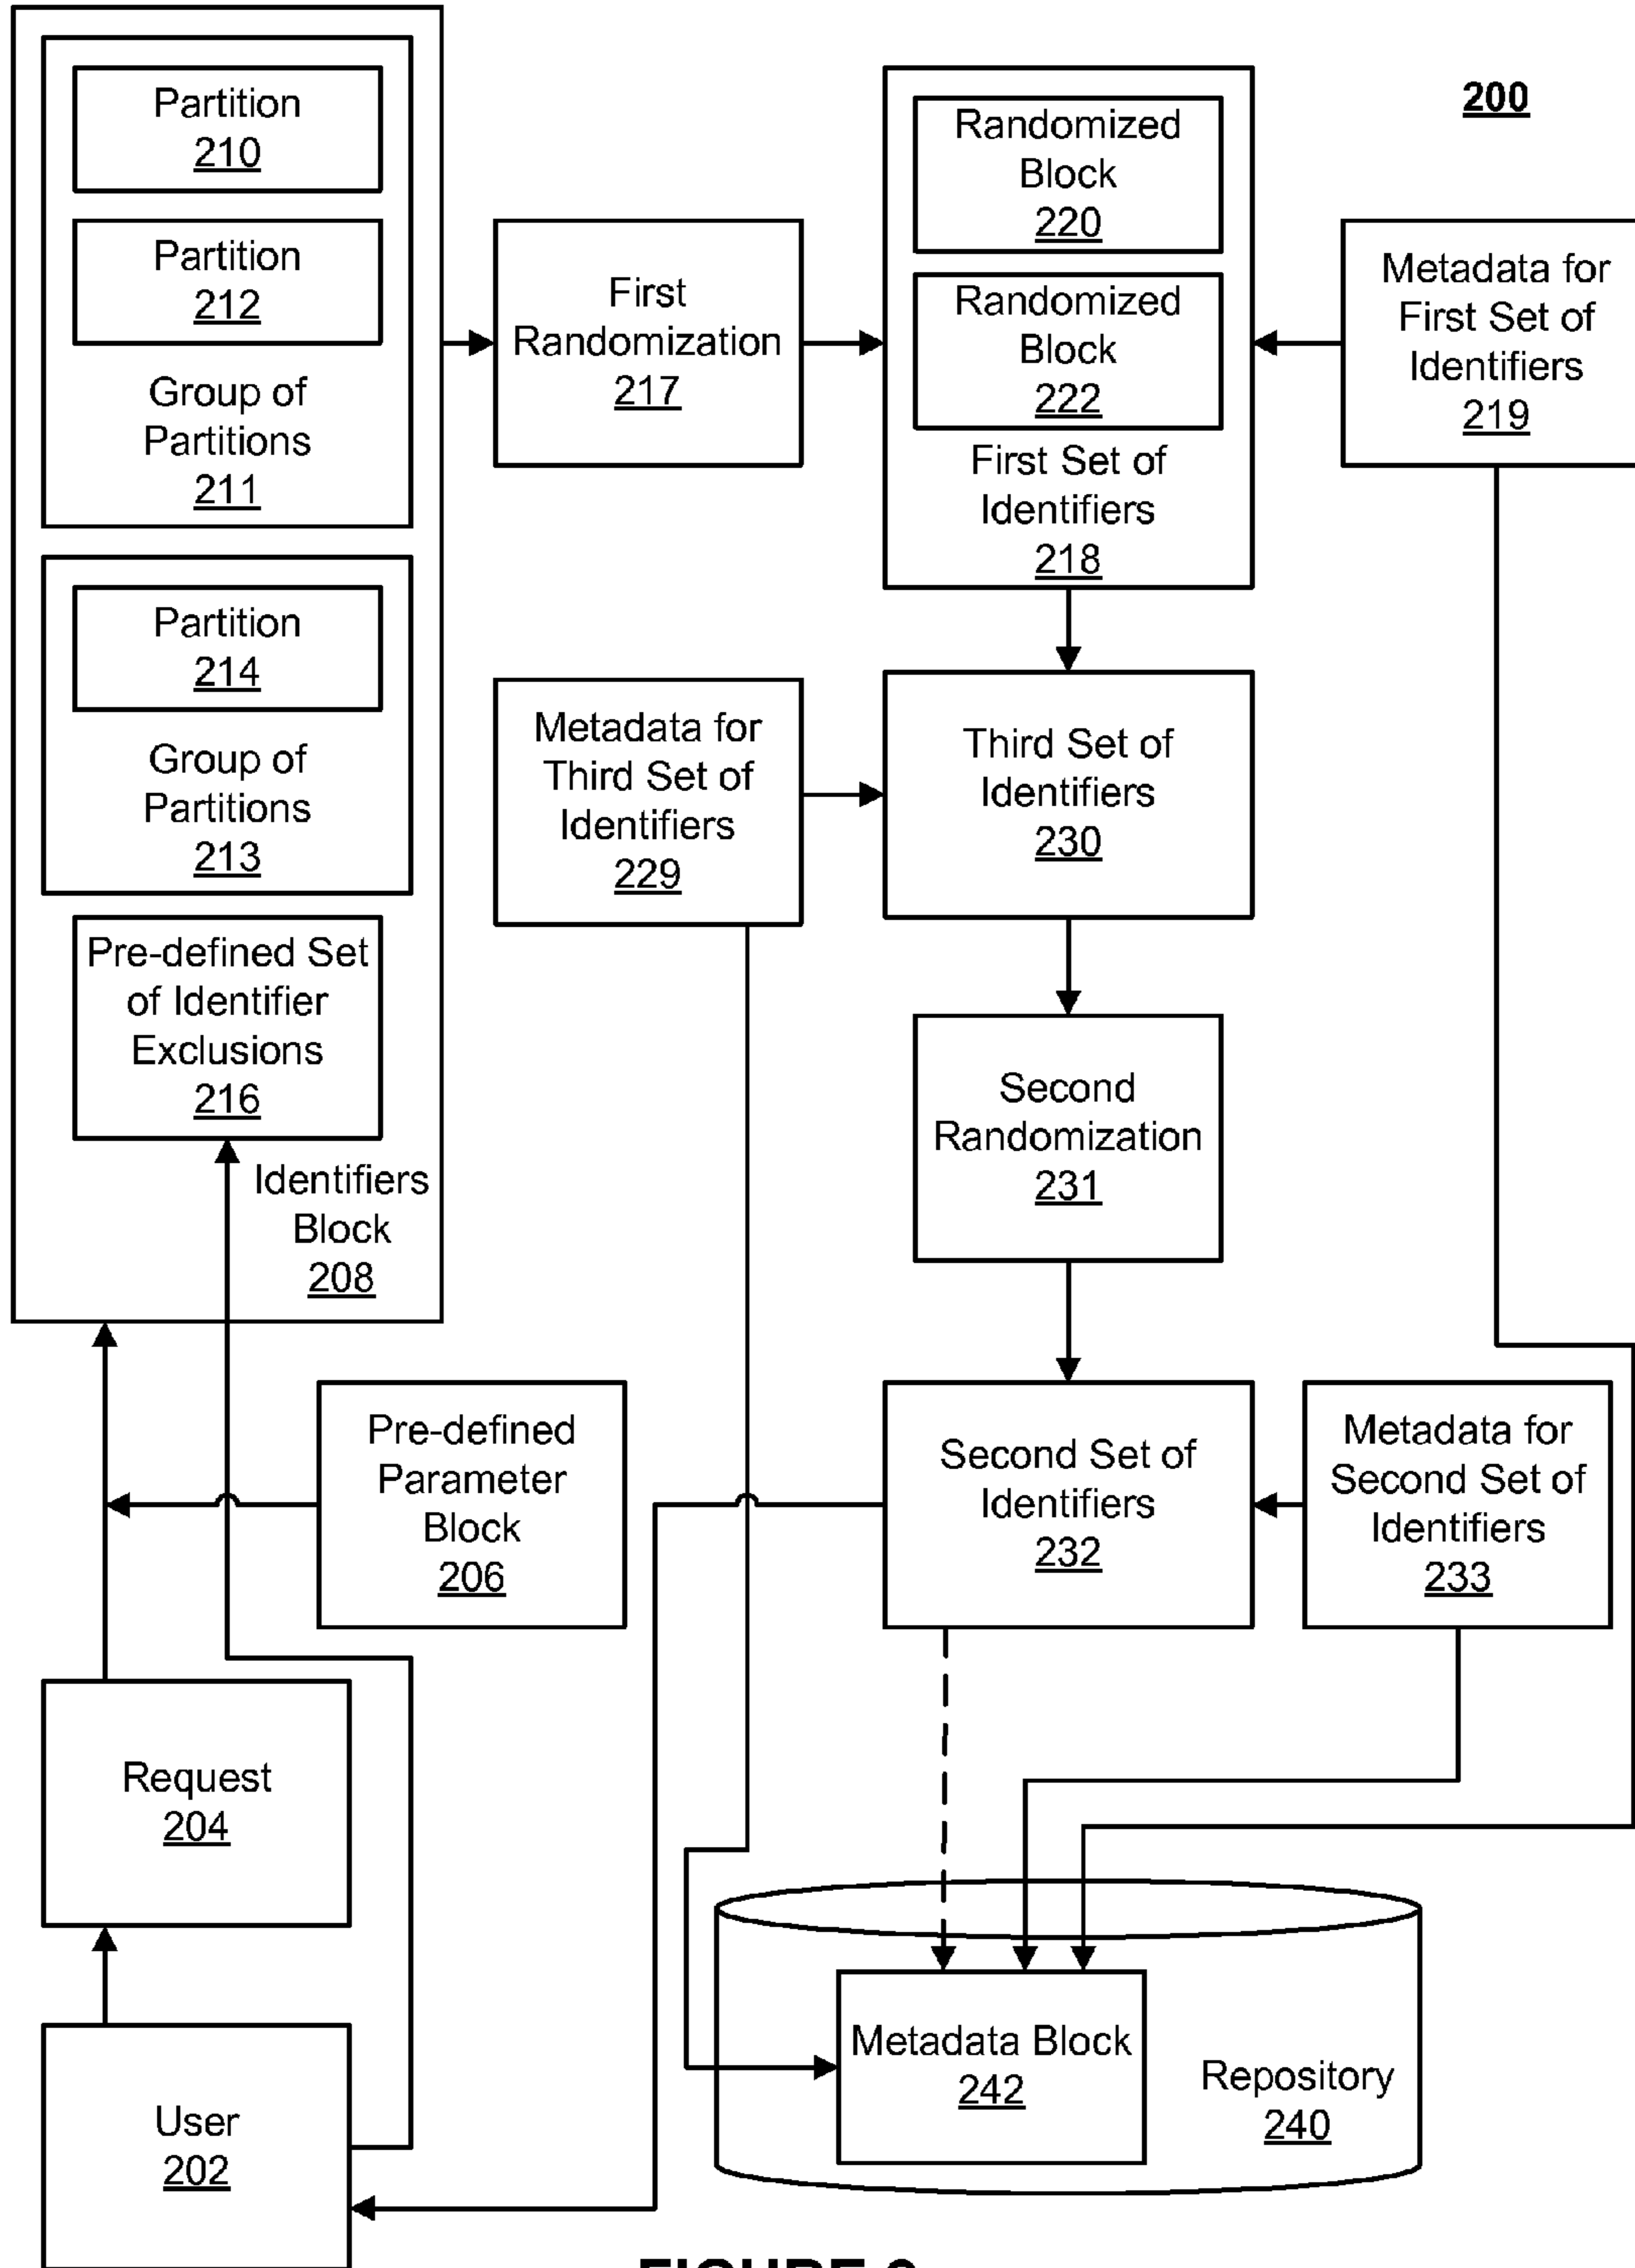 200
Partition
210
Partition
212
Group of
Partitions
211
Partition
214
Group of
Partitions
213
Pre-defined Set
of Identifier
Exclusions
216
Identifiers
Block
208
First
Randomization
217
Randomized
Block
220
Randomized
Block
222
First Set of
Identifiers
218
Metadata for
First Set of
Identifiers
219
Metadata for
Third Set of
Identifiers
229
Third Set of
Identifiers
230
Second
Randomization
231
Pre-defined
Parameter
Block
206
Second Set of
Identifiers
232
Metadata for
Second Set of
Identifiers
233
Request
204
User
202
Metadata Block
242
Repository
240
FIGURE